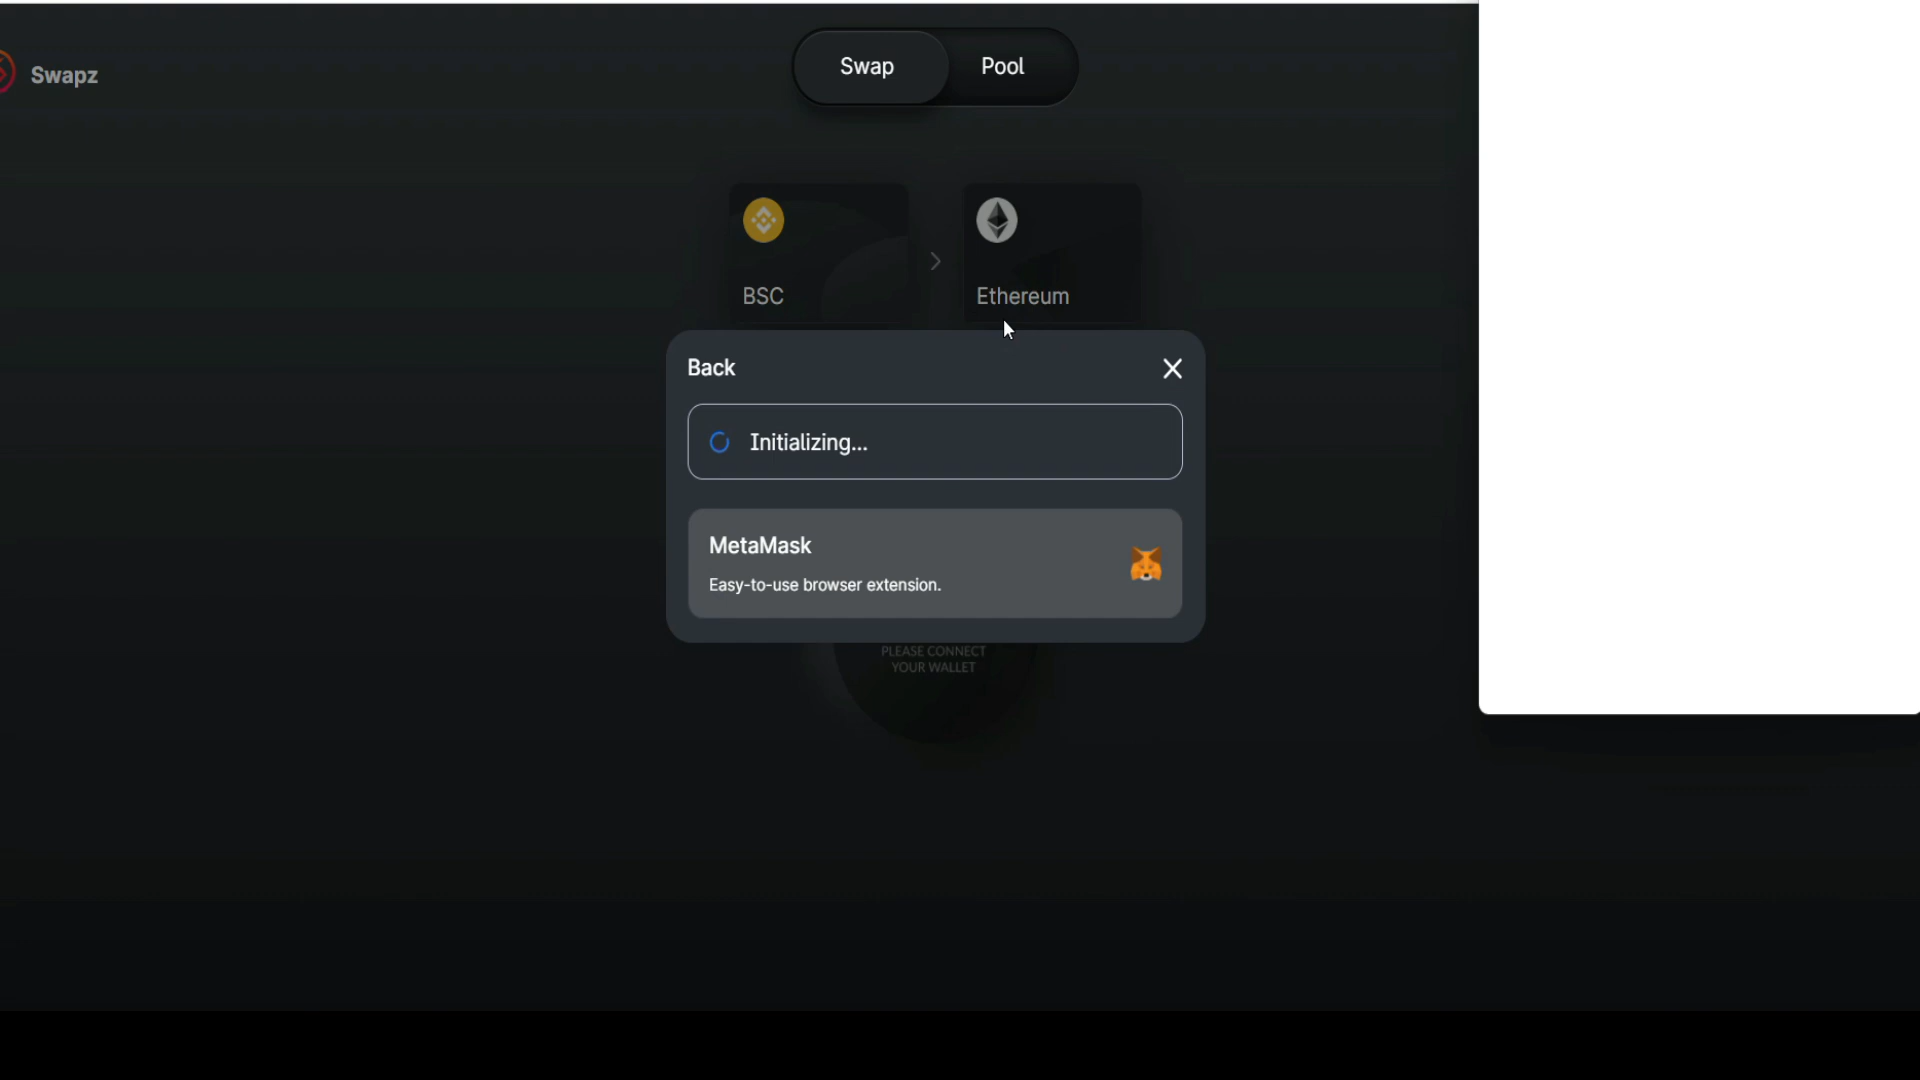 Swapz
Swap
Pool
BSC
Ethereum
Back
Initializing...
MetaMask
Easy-to-use browser extension.
PLEASE CONNECT
YOUR WALLET